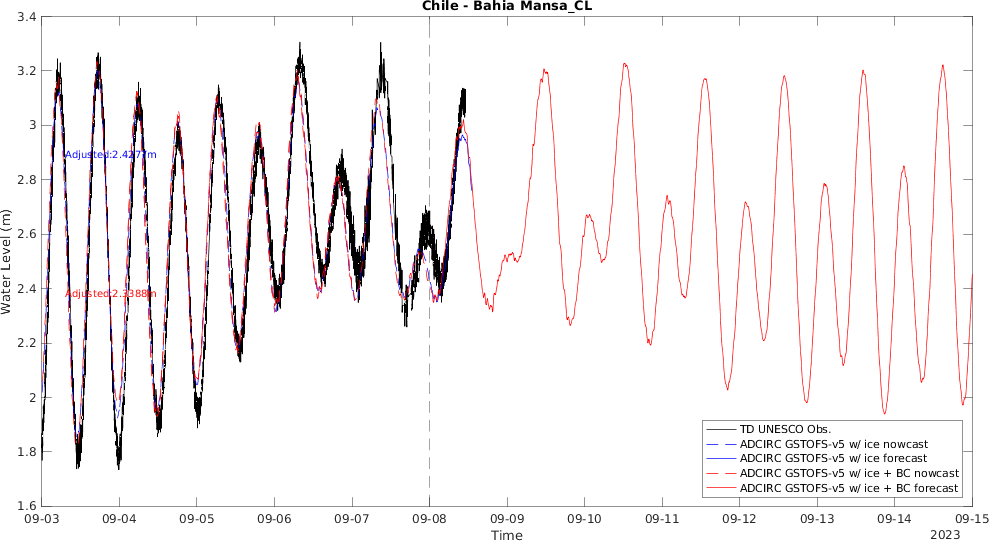 Chile - Bahia Mansa_CL
Water Level (m)
3.4
3.2
3
2.8
2.6
2.4
2.2
2
1.8
1.6
Adjusted:2.4277m
Adjusted:2.3388m
TD UNESCO Obs.
ADCIRC GSTOFS-v5 w/ ice nowcast
ADCIRC GSTOFS-v5 w/ ice forecast
ADCIRC GSTOFS-v5 w/ ice + BC nowcast
ADCIRC GSTOFS-v5 w/ ice + BC forecast
09-03 09-04 09-05 09-06 09-07 09-08 09-09 09-10 09-11 09-12 09-13 09-14 09-15
Time
2023